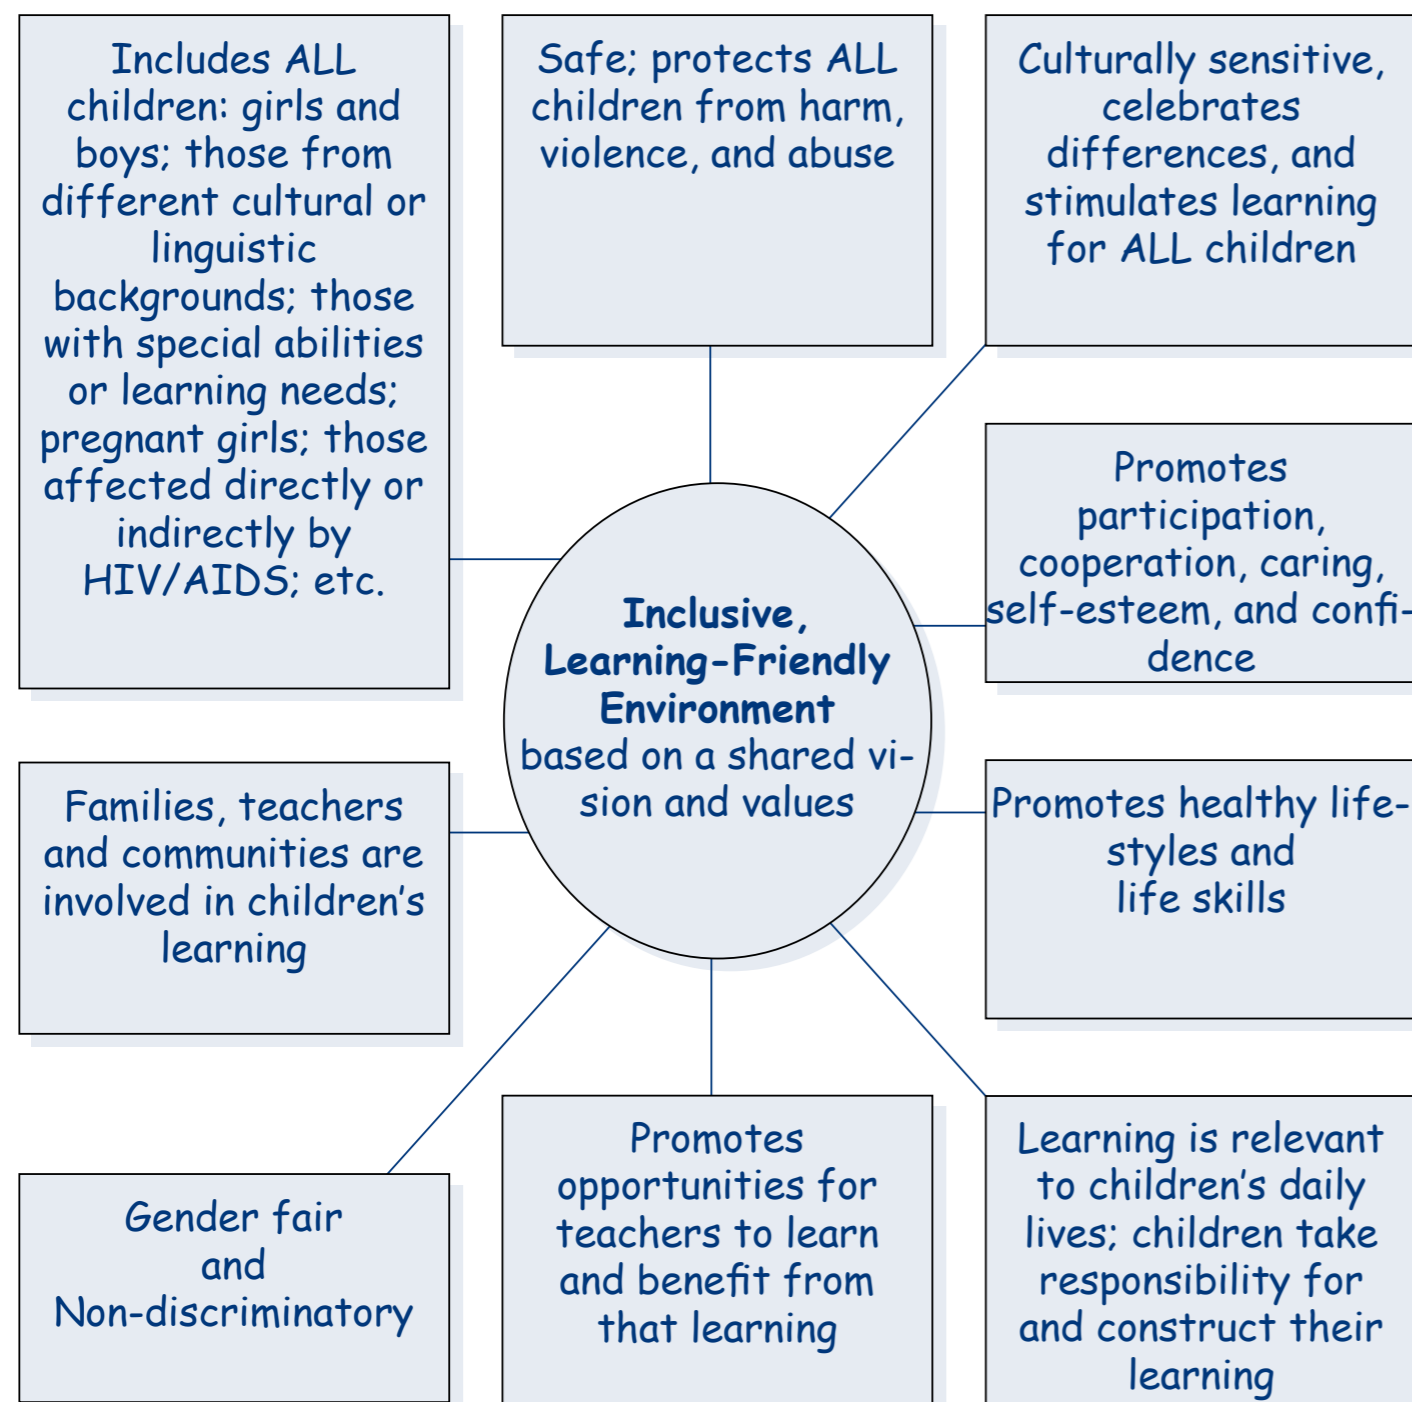 Includes ALL
children: girls and
boys; those from
different cultural or
linguistic
backgrounds; those
with special abilities
or learning needs;
pregnant girls; those
affected directly or
indirectly by
HIV/AIDS; etc.
Safe; protects ALL
children from harm,
violence, and abuse
Culturally sensitive,
celebrates
differences, and
stimulates learning
for ALL children
Promotes
participation,
cooperation, caring,
self-esteem, and confi-
dence
Inclusive,
Learning-Friendly
Environment
based on a shared vi-
sion and values
Families, teachers
and communities are
involved in children's
learning
Promotes healthy life-
styles and
life skills
Gender fair
and
Non-discriminatory
Promotes
opportunities for
teachers to learn
and benefit from
that learning
Learning is relevant
to children's daily
lives; children take
responsibility for
and construct their
learning